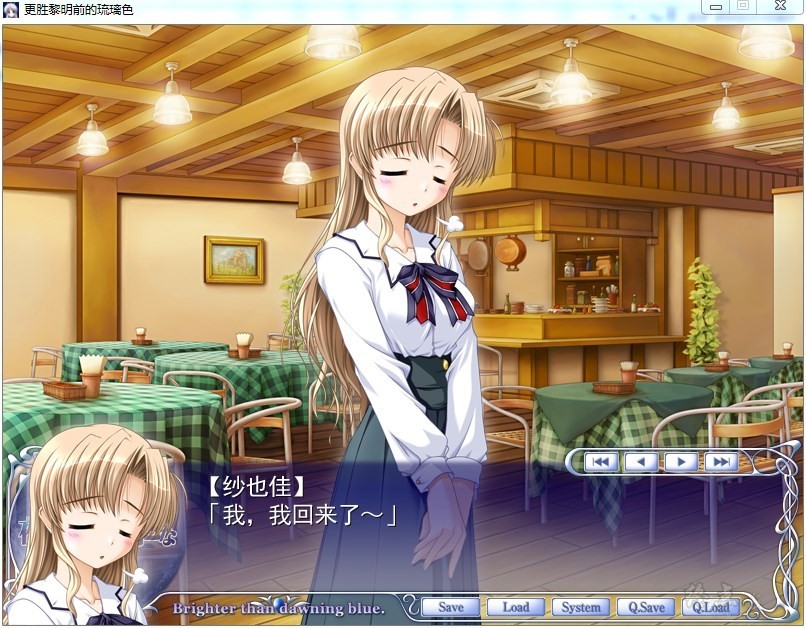 更胜黎明前的琉璃色
【纱也佳】
「我，我回来了～」
Brighter than dawning blue.
Save
Load
System
Q.Save
Q.Load